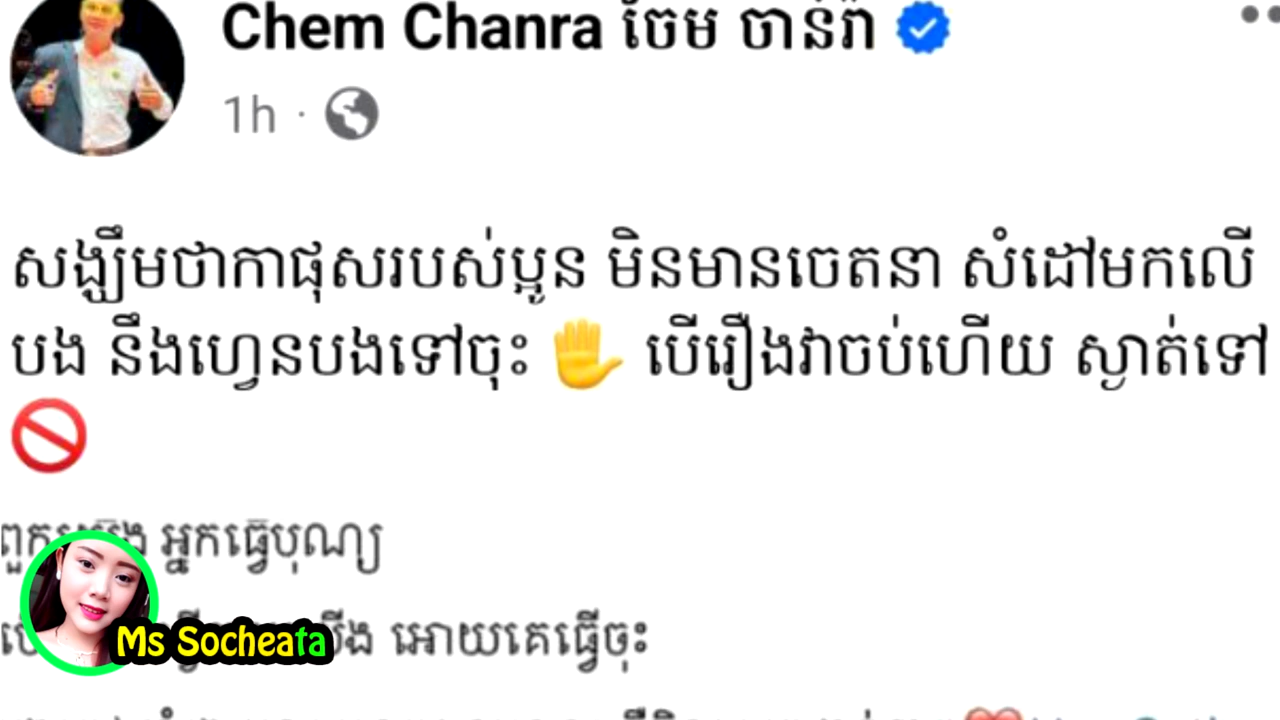 Chem Chanra ចែម ចាន់រ៉ា
1h ·
សង្ឃឹមថាកាផុសរបស់ប្អូន មិនមានចេតនា សំដៅមកលើ
បង នឹងហ្វេនបងទៅចុះ ✋ បើរឿងវាចប់ហើយ ស្ងាត់ទៅ
🚫
អ្នកធ្វើបុណ្យ
អោយគេធ្វើចុះ
Ms Socheata